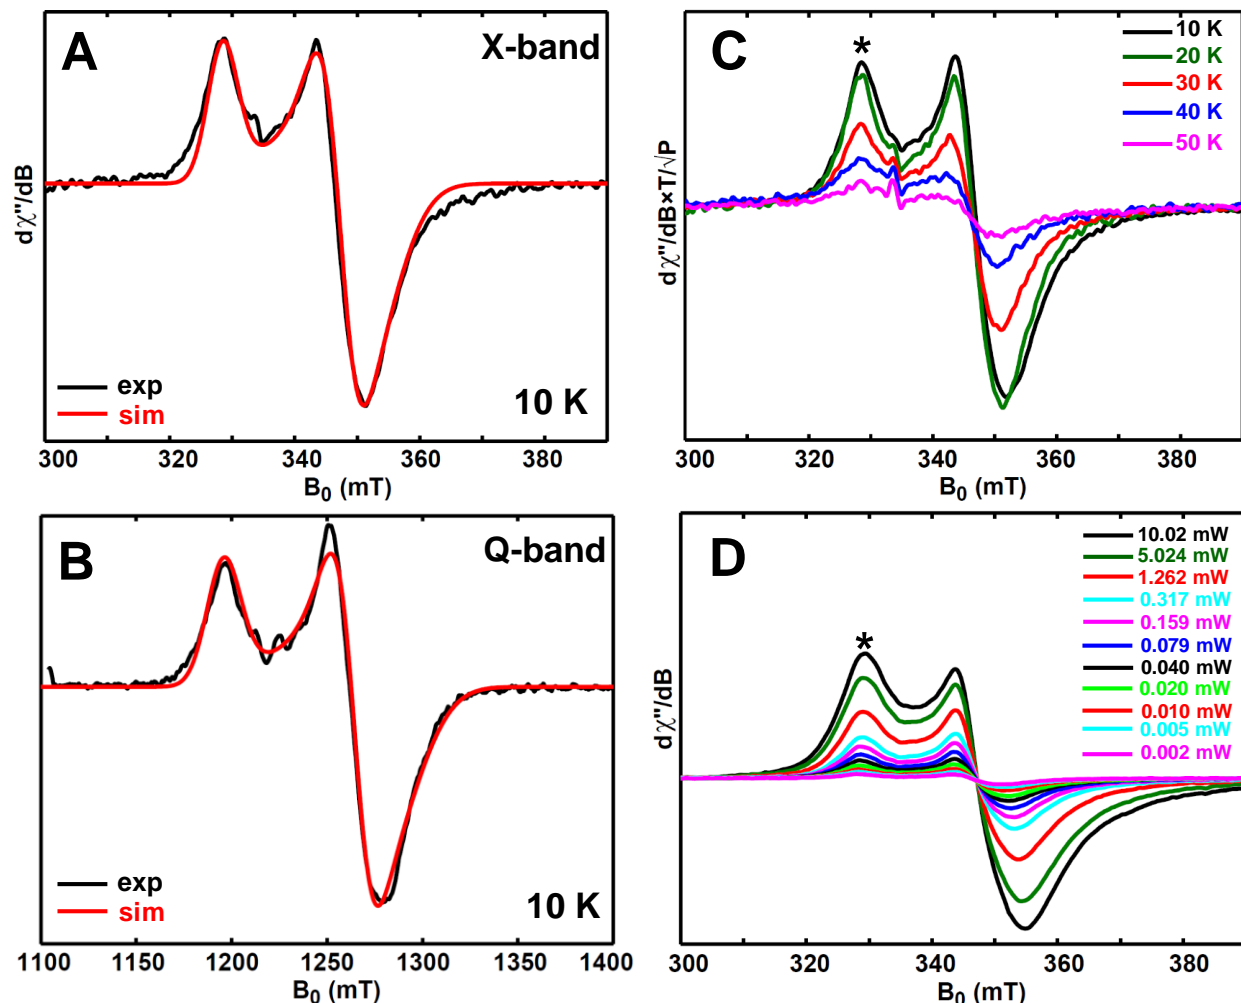 A
X-band
dχ"/dB
exp
sim
10 K
300 320 340 360 380
B0 (mT)
C
*
10 K
20 K
30 K
40 K
50 K
dχ"/dB×T/√P
300 320 340 360 380
B0 (mT)
B
Q-band
exp
sim
10 K
1100 1150 1200 1250 1300 1350 1400
B0 (mT)
D
*
10.02 mW
5.024 mW
1.262 mW
0.317 mW
0.159 mW
0.079 mW
0.040 mW
0.020 mW
0.010 mW
0.005 mW
0.002 mW
dχ"/dB
300 320 340 360 380
B0 (mT)